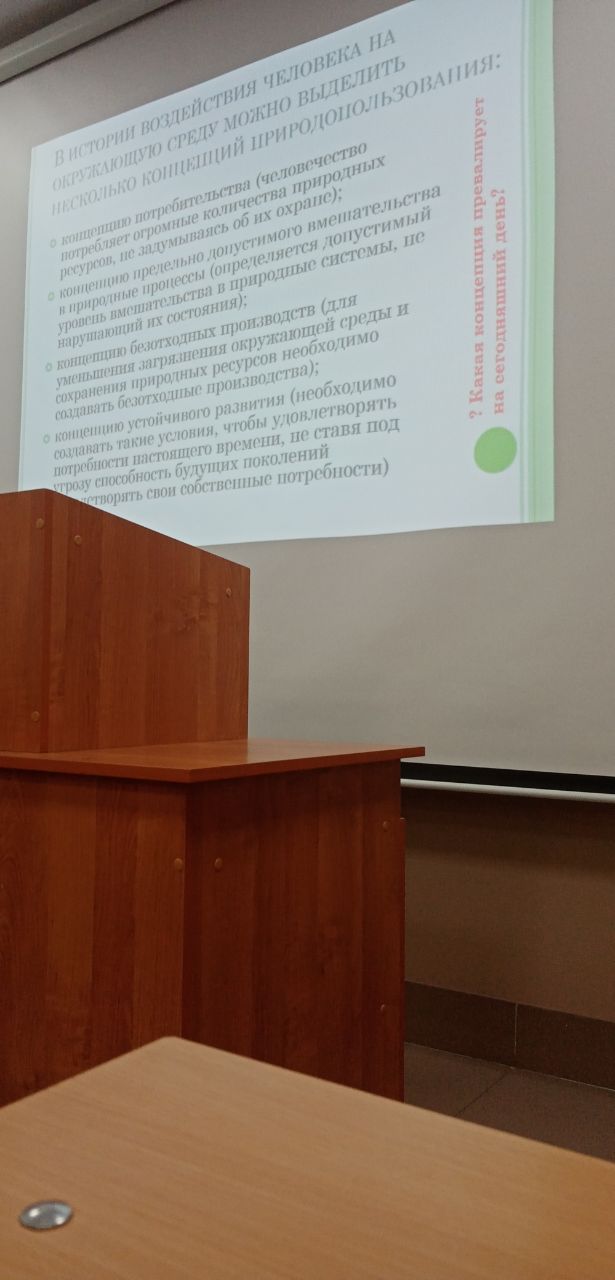 В ИСТОРИИ ВОЗДЕЙСТВИЯ ЧЕЛОВЕКА НА
ОКРУЖАЮЩУЮ СРЕДУ МОЖНО ВЫДЕЛИТЬ
НЕСКОЛЬКО КОНЦЕПЦИЙ ПРИРОДОПОЛЬЗОВАНИЯ:
концепцию потребительства (человечество
потребляет огромные количества природных
ресурсов, не задумываясь об их охране);
концепцию предельно допустимого вмешательства
в природные процессы (определяется допустимый
уровень вмешательства в природные системы, не
нарушающий их состояния);
концепцию безотходных производств (для
уменьшения загрязнения окружающей среды и
сохранения природных ресурсов необходимо
создавать безотходные производства);
концепцию устойчивого развития (необходимо
создавать такие условия, чтобы удовлетворять
потребности настоящего времени, не ставя под
угрозу способность будущих поколений
свои собственные потребности)
? Какая концепция превалирует
на сегодняшний день?